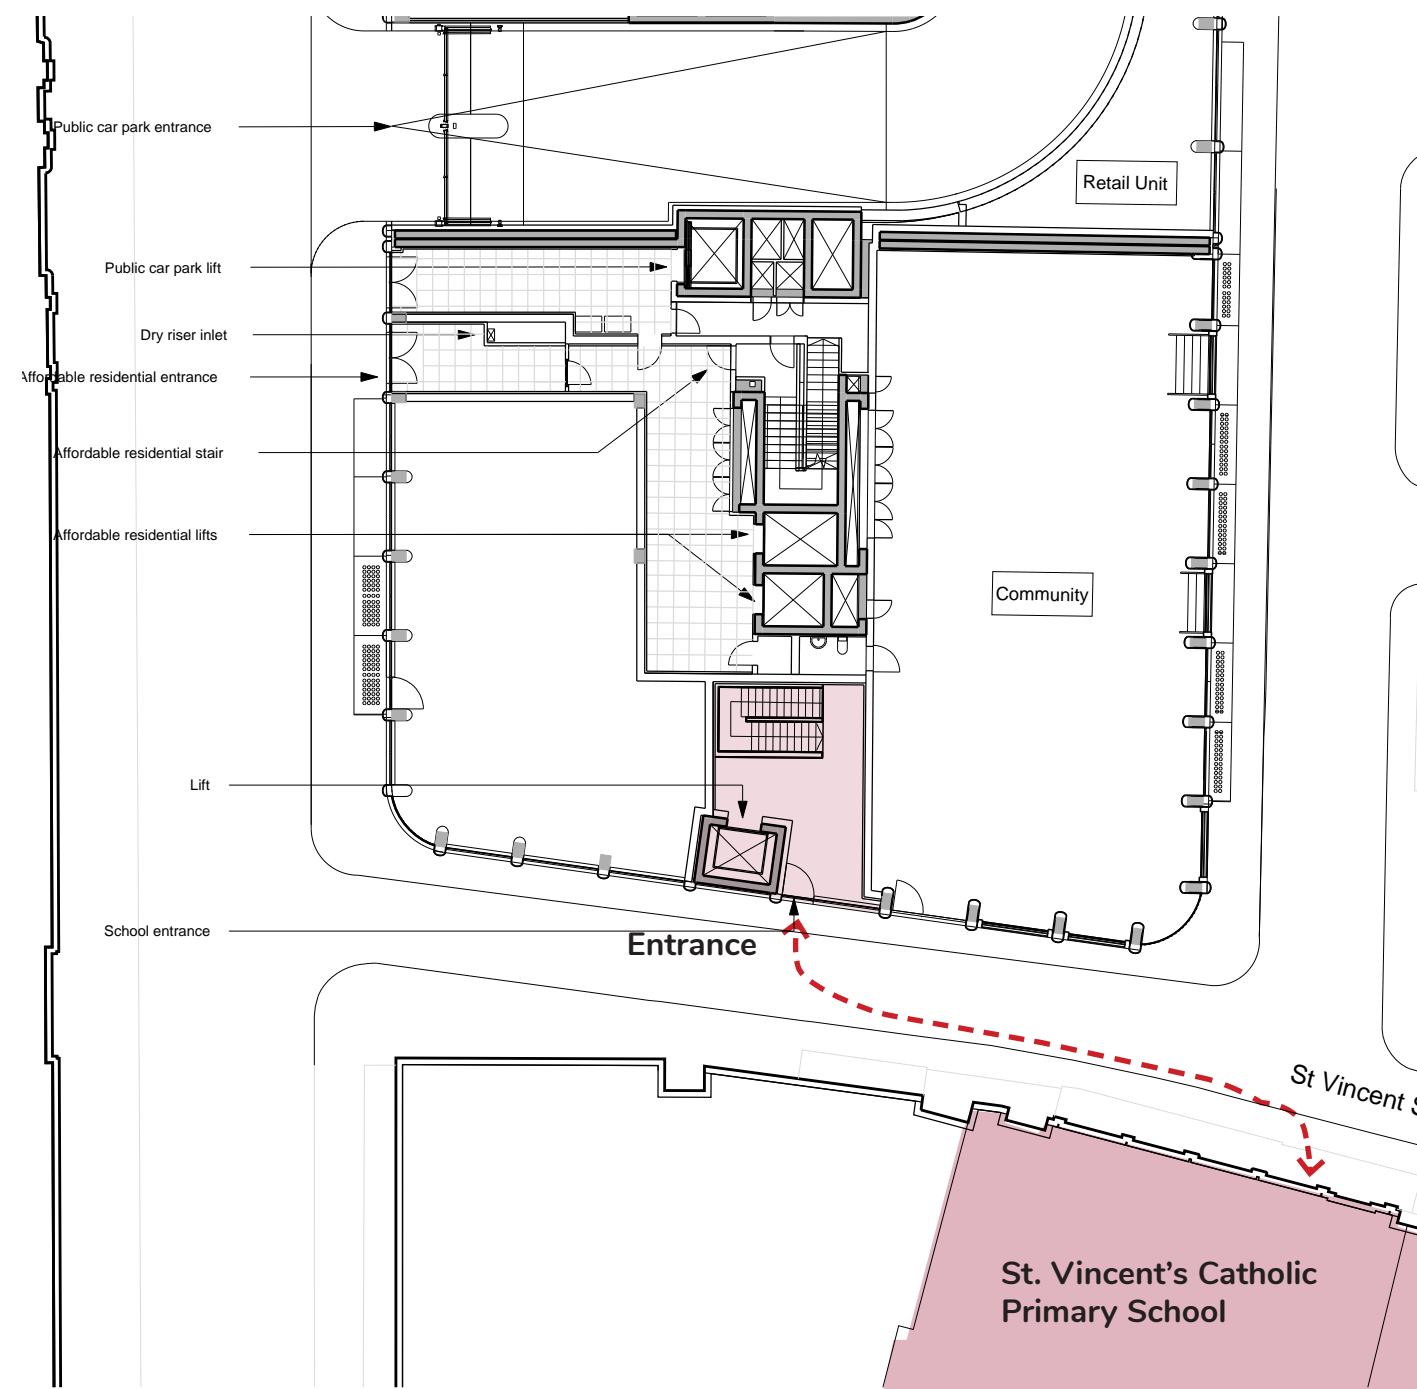 Public car park entrance
Retail Unit
Public car park lift
Dry riser inlet
Affordable residential entrance
Affordable residential stair
Affordable residential lifts
Community
Lift
School entrance
Entrance
St Vincent S
St. Vincent's Catholic
Primary School